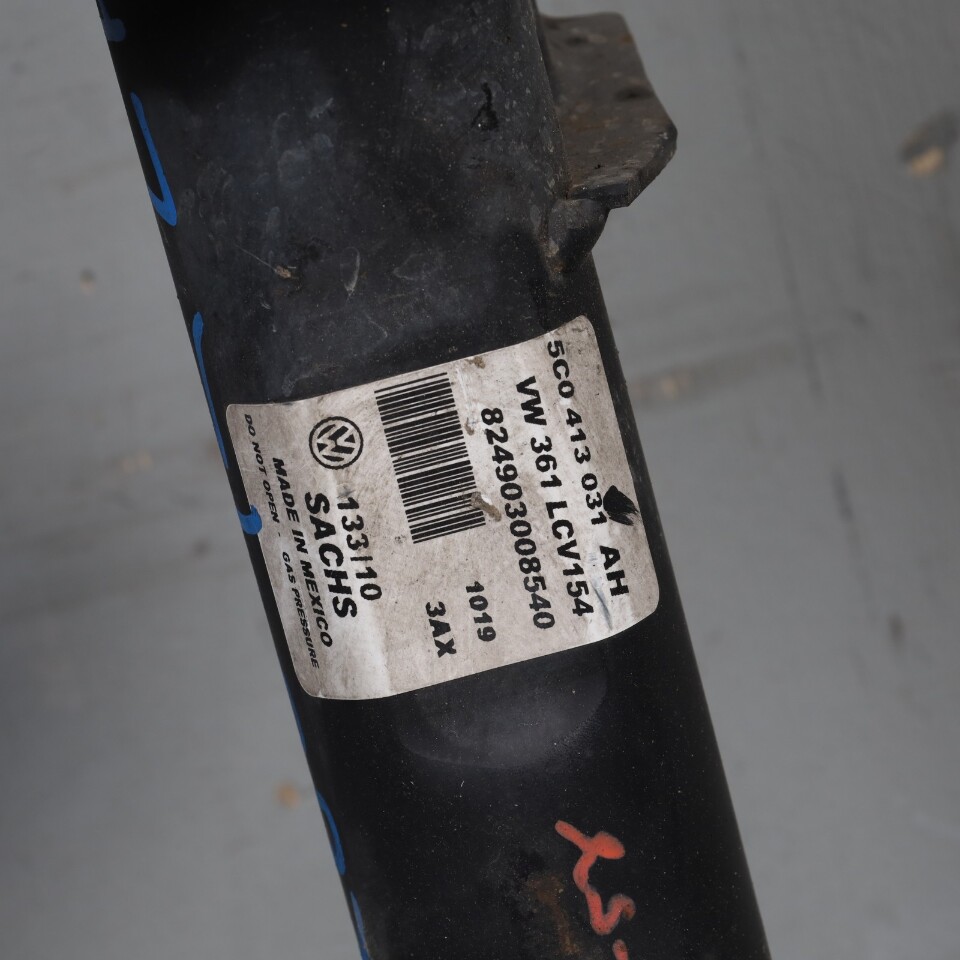 5C0 413 031 AH
VW 361 LCV154
8249030008540
1019
3AX
133/10
SACHS
MADE IN MEXICO
DO NOT OPEN - GAS PRESSURE